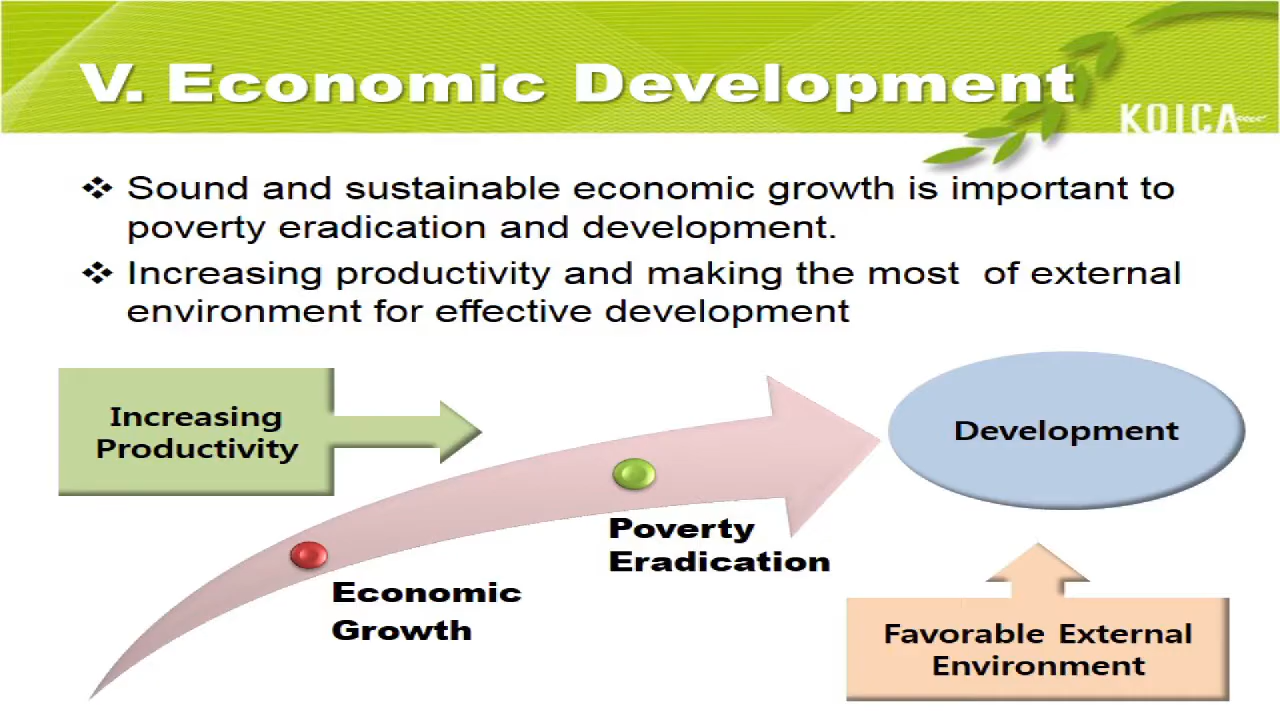 V. Economic Development
KOICA
❖ Sound and sustainable economic growth is important to
poverty eradication and development.
❖ Increasing productivity and making the most  of external
environment for effective development
Increasing
Productivity
Development
Poverty
Eradication
Economic
Growth
Favorable External
Environment